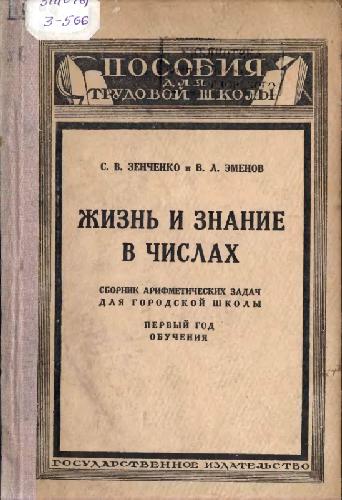 З-566
ПОСОБИЯ
ДЛЯ
ТРУДОВОЙ ШКОЛЫ
С. В. ЗЕНЧЕНКО и В. Л. ЭМЕНОВ
ЖИЗНЬ И ЗНАНИЕ
В ЧИСЛАХ
СБОРНИК АРИФМЕТИЧЕСКИХ ЗАДАЧ
ДЛЯ ГОРОДСКОЙ ШКОЛЫ
ПЕРВЫЙ ГОД
ОБУЧЕНИЯ
ГОСУДАРСТВЕННОЕ ИЗДАТЕЛЬСТВО